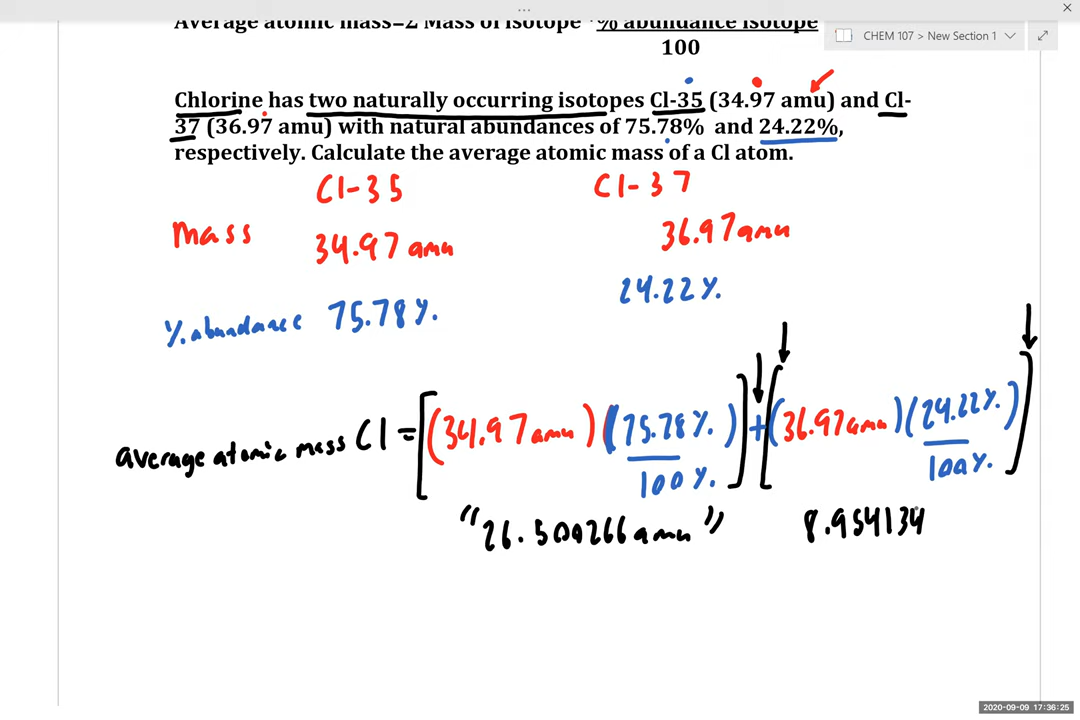 Average atomic mass=Σ Mass of isotope *% abundance isotope
100
CHEM 107 > New Section 1
Chlorine has two naturally occurring isotopes Cl-35 (34.97 amu) and Cl-
37 (36.97 amu) with natural abundances of 75.78% and 24.22%,
respectively. Calculate the average atomic mass of a Cl atom.
Cl-35 Cl-37
Mass 34.97 amu 36.97 amu
% abundance 75.78 % 24.22 %
average atomic mass Cl = [(34.97 amu)(75.78 % / 100 %)] + [(36.97 amu)(24.22 % / 100 %)]
"26.500266 amu" 8.954134
2020-09-09 17:36:25